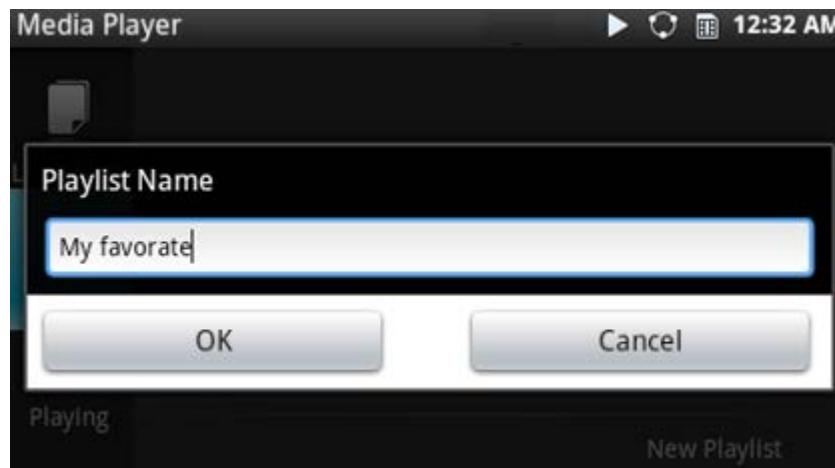 Media Player
12:32 AM
Playlist Name
My favorate
OK
Cancel
Playing
New Playlist